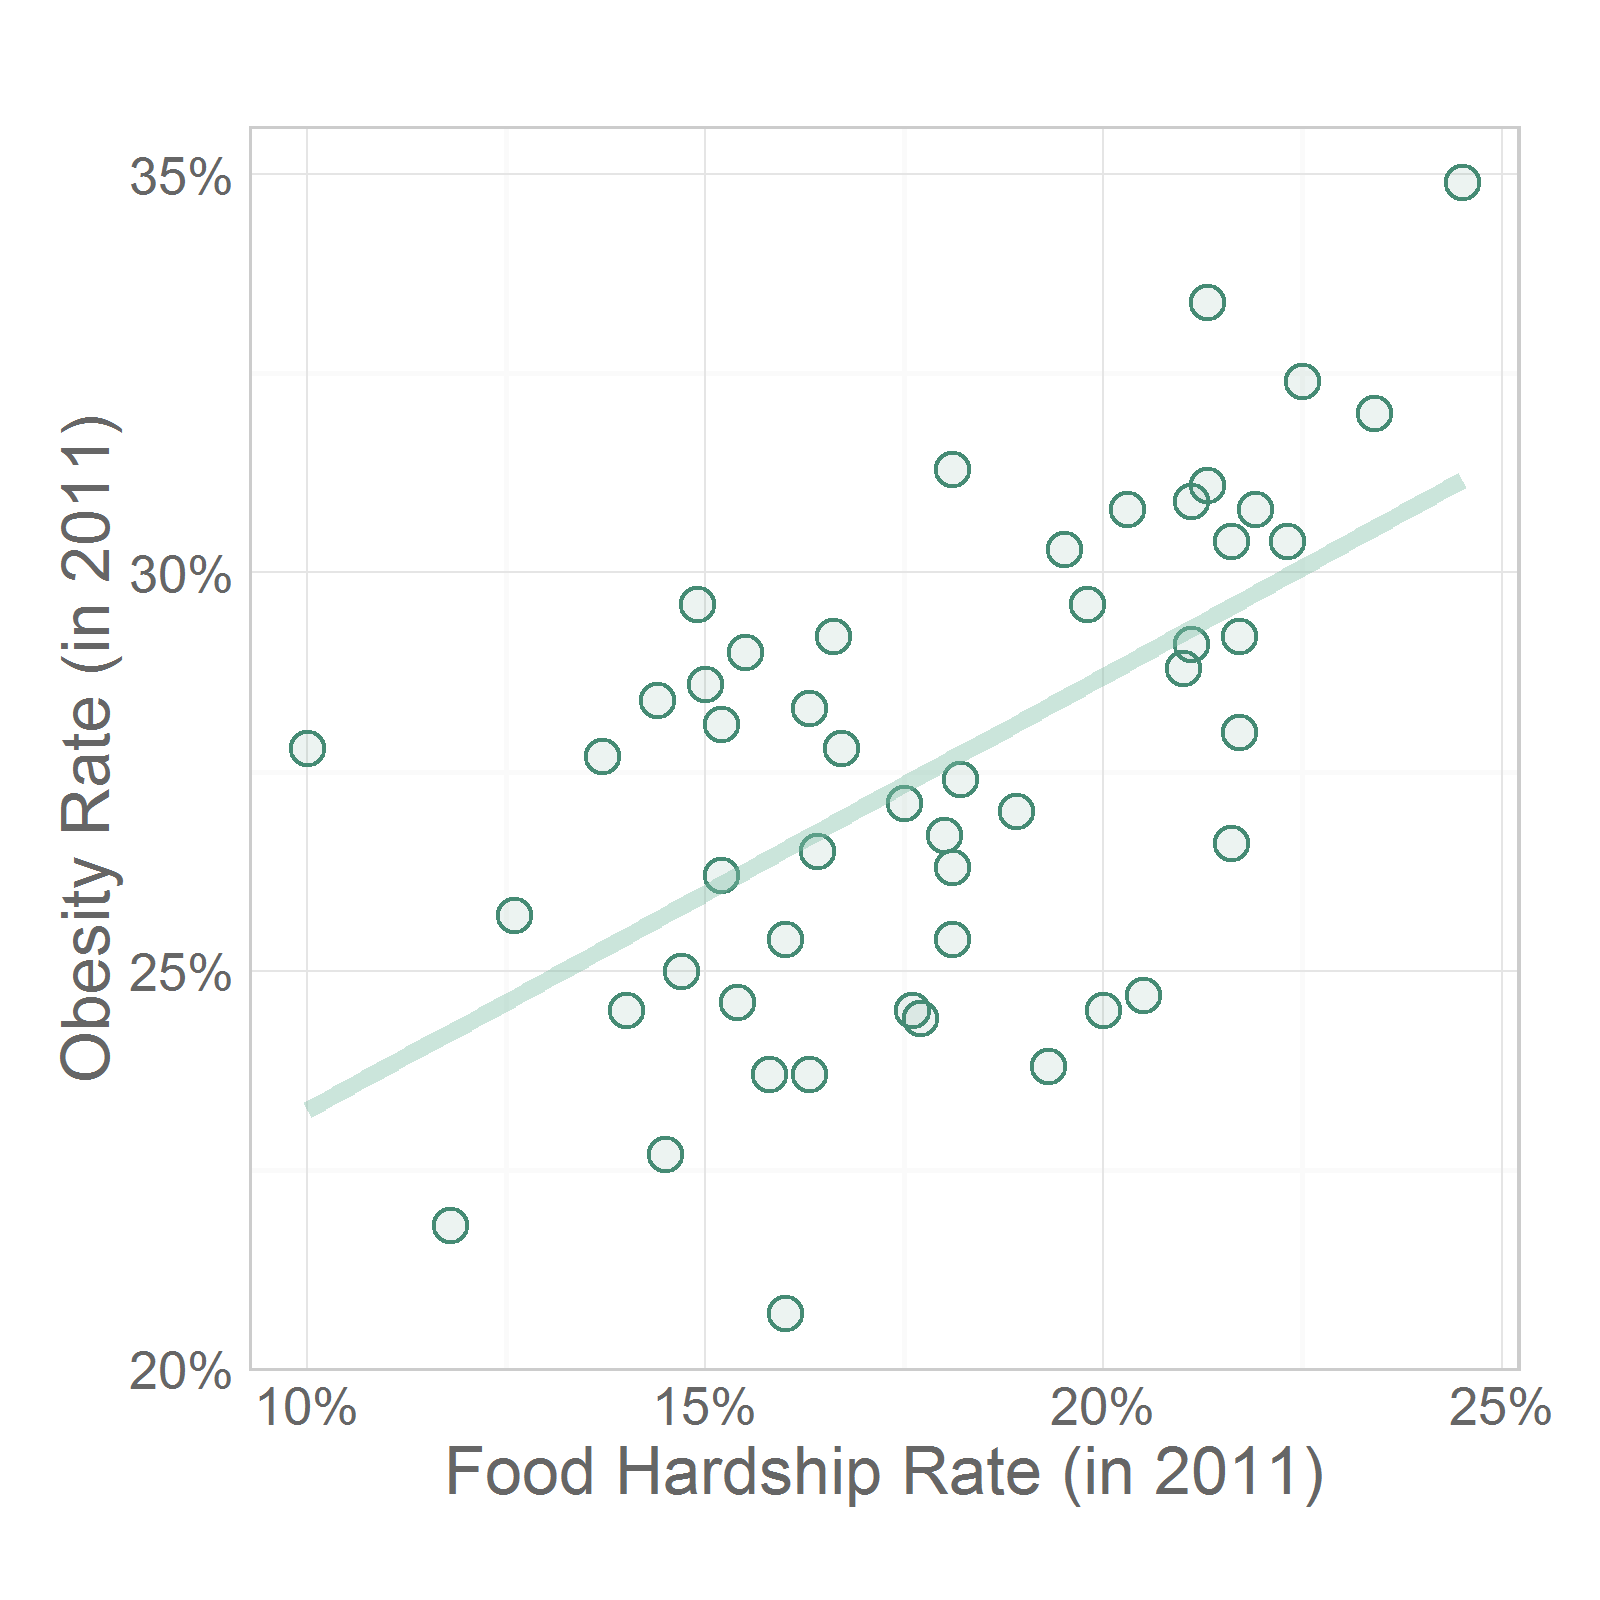 35%
30%
25%
20%
10% 15% 20% 25%
Food Hardship Rate (in 2011)
Obesity Rate (in 2011)